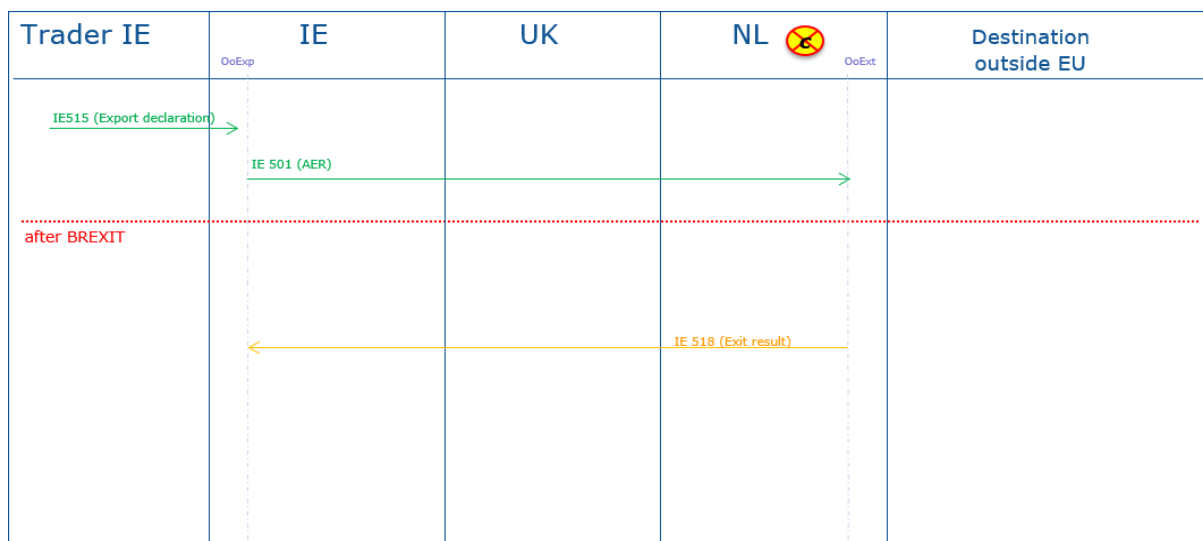 Trader IE
IE
UK
NL
c
Destination
outside EU
OoExp
OoExt
IE515 (Export declaration)
IE 501 (AER)
after BREXIT
IE 518 (Exit result)